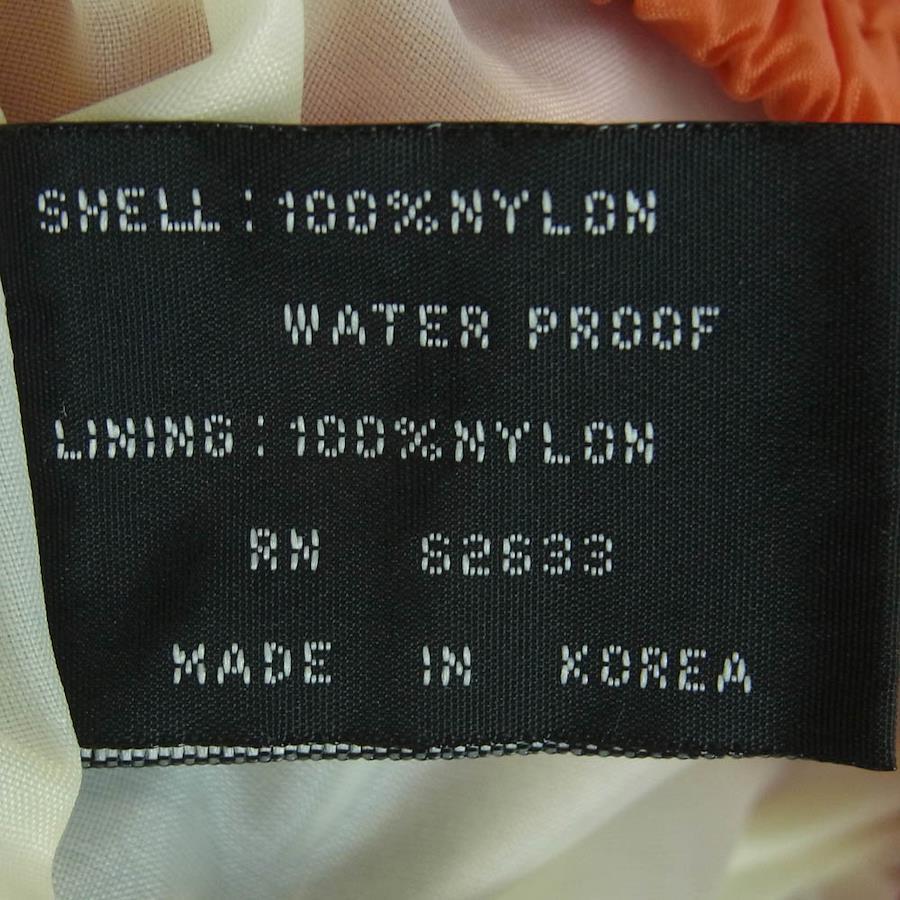 SHELL:100%NYLON
WATER PROOF
LINING:100%NYLON
RN 62633
MADE IN KOREA